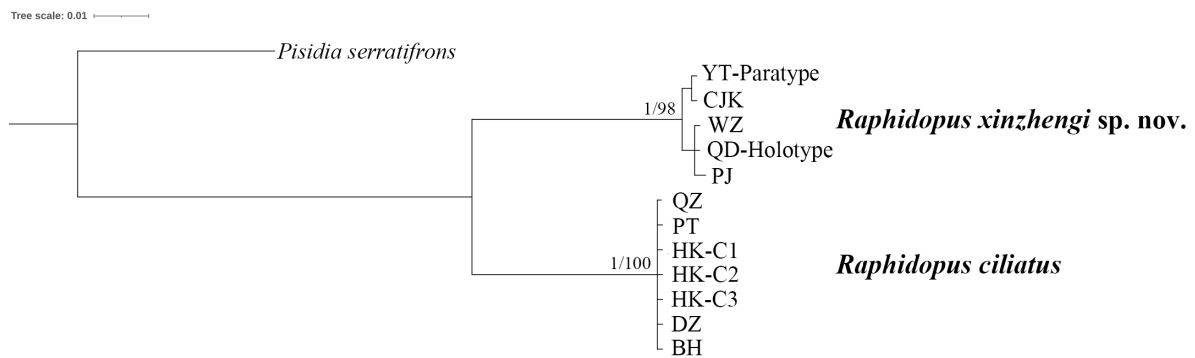 Tree scale: 0.01
Pisidia serratifrons
YT-Paratype
1/98
CJK
Raphidopus xinzhengi sp. nov.
WZ
QD-Holotype
PJ
QZ
PT
HK-C1
1/100
Raphidopus ciliatus
HK-C2
HK-C3
DZ
BH